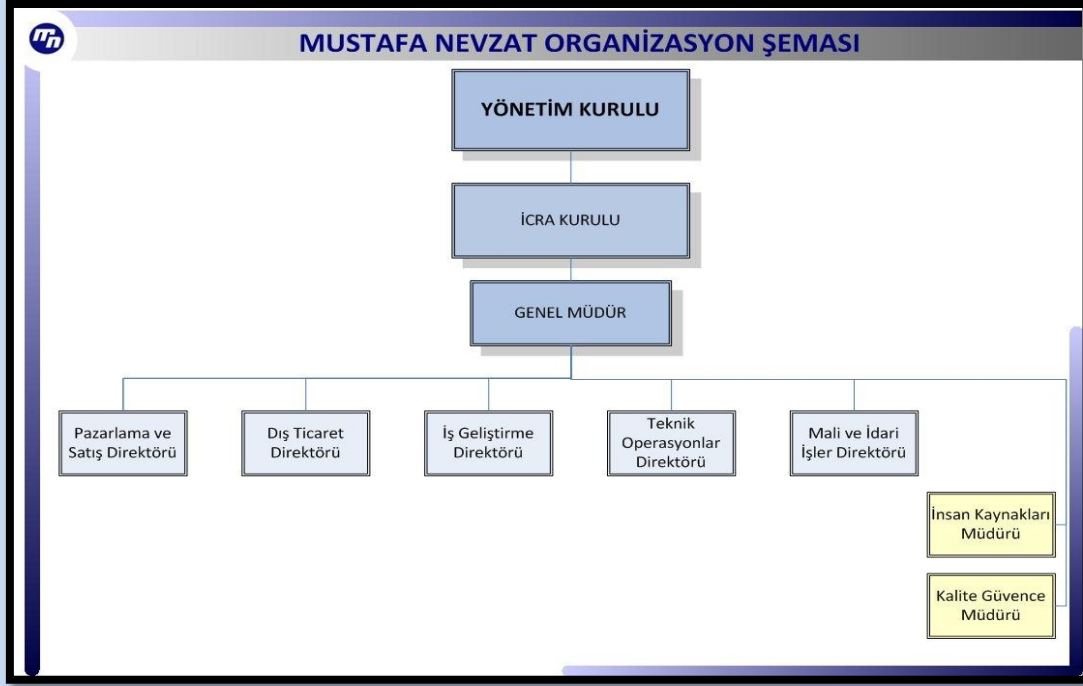 mn
MUSTAFA NEVZAT ORGANİZASYON ŞEMASI
YÖNETİM KURULU
İCRA KURULU
GENEL MÜDÜR
Pazarlama ve
Satış Direktörü
Dış Ticaret
Direktörü
İş Geliştirme
Direktörü
Teknik
Operasyonlar
Direktörü
Mali ve İdari
İşler Direktörü
İnsan Kaynakları
Müdürü
Kalite Güvence
Müdürü